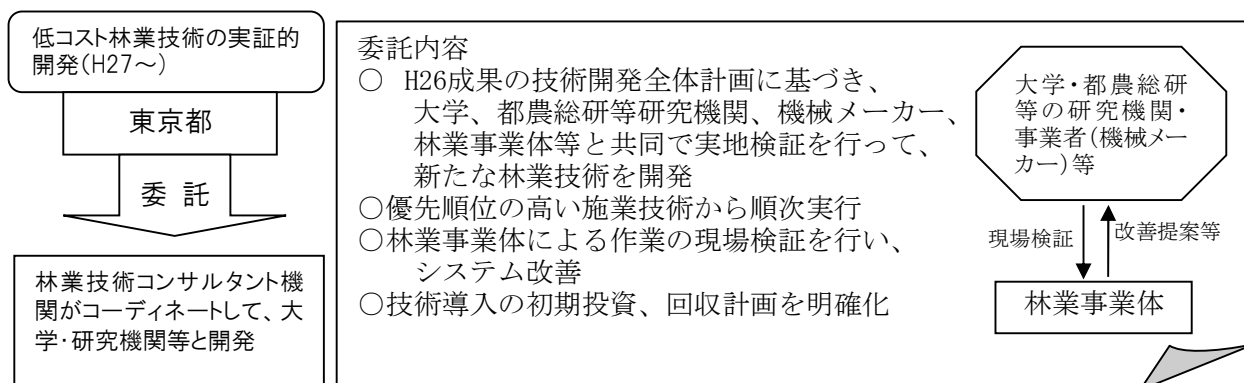 低コスト林業技術の実証的
開発(H27～)
東京都
委 託
林業技術コンサルタント機
関がコーディネートして、大
学・研究機関等と開発
委託内容
○ H26成果の技術開発全体計画に基づき、
大学、都農総研等研究機関、機械メーカー、
林業事業体等と共同で実地検証を行って、
新たな林業技術を開発
○優先順位の高い施業技術から順次実行
○林業事業体による作業の現場検証を行い、
システム改善
○技術導入の初期投資、回収計画を明確化
大学・都農総研
等の研究機関・
事業者(機械メー
カー)等
現場検証
改善提案等
林業事業体